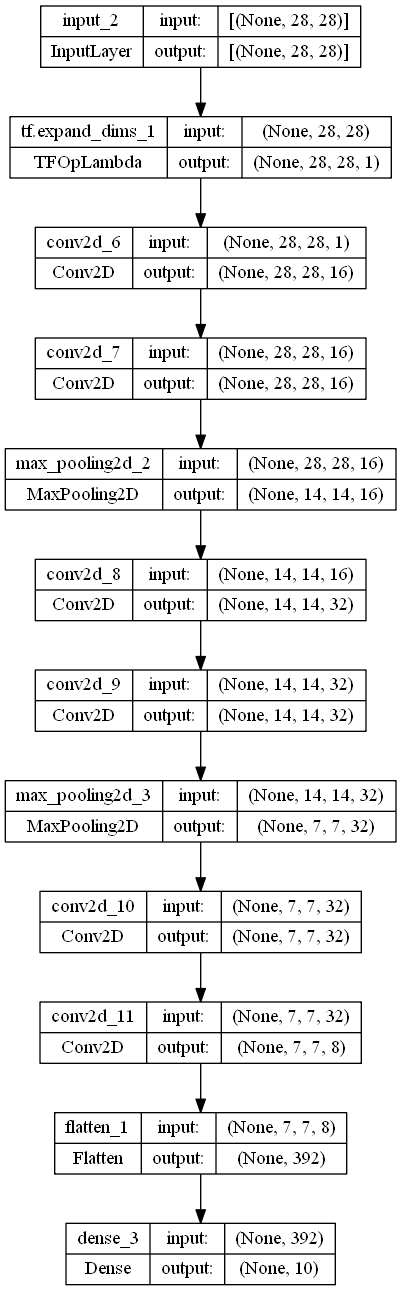 input_2 input: [(None, 28, 28)]
InputLayer output: [(None, 28, 28)]
tf.expand_dims_1 input: (None, 28, 28)
TFOpLambda output: (None, 28, 28, 1)
conv2d_6 input: (None, 28, 28, 1)
Conv2D output: (None, 28, 28, 16)
conv2d_7 input: (None, 28, 28, 16)
Conv2D output: (None, 28, 28, 16)
max_pooling2d_2 input: (None, 28, 28, 16)
MaxPooling2D output: (None, 14, 14, 16)
conv2d_8 input: (None, 14, 14, 16)
Conv2D output: (None, 14, 14, 32)
conv2d_9 input: (None, 14, 14, 32)
Conv2D output: (None, 14, 14, 32)
max_pooling2d_3 input: (None, 14, 14, 32)
MaxPooling2D output: (None, 7, 7, 32)
conv2d_10 input: (None, 7, 7, 32)
Conv2D output: (None, 7, 7, 32)
conv2d_11 input: (None, 7, 7, 32)
Conv2D output: (None, 7, 7, 8)
flatten_1 input: (None, 7, 7, 8)
Flatten output: (None, 392)
dense_3 input: (None, 392)
Dense output: (None, 10)